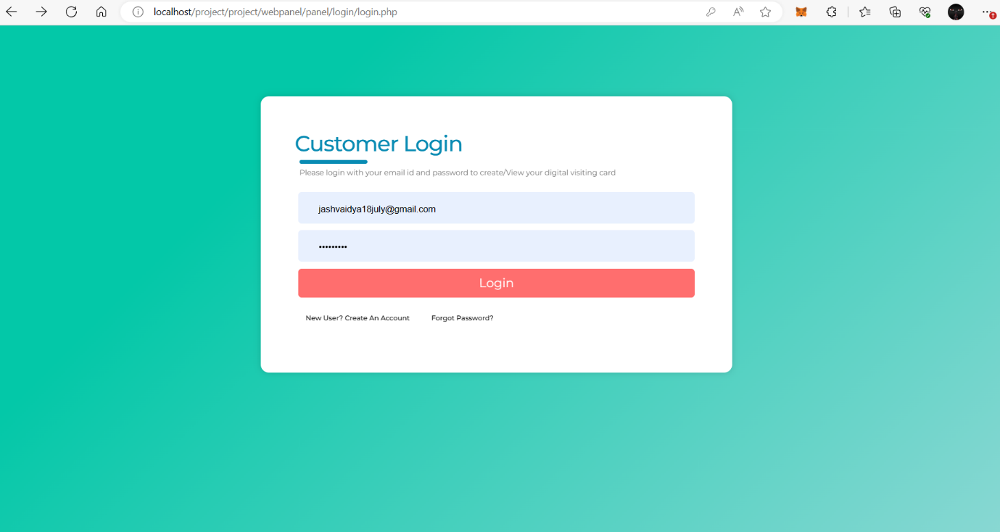 localhost/project/project/webpanel/panel/login/login.php
Customer Login
Please login with your email id and password to create/View your digital visiting card
jashvaidya18july@gmail.com
•••••••••
Login
New User? Create An Account Forgot Password?